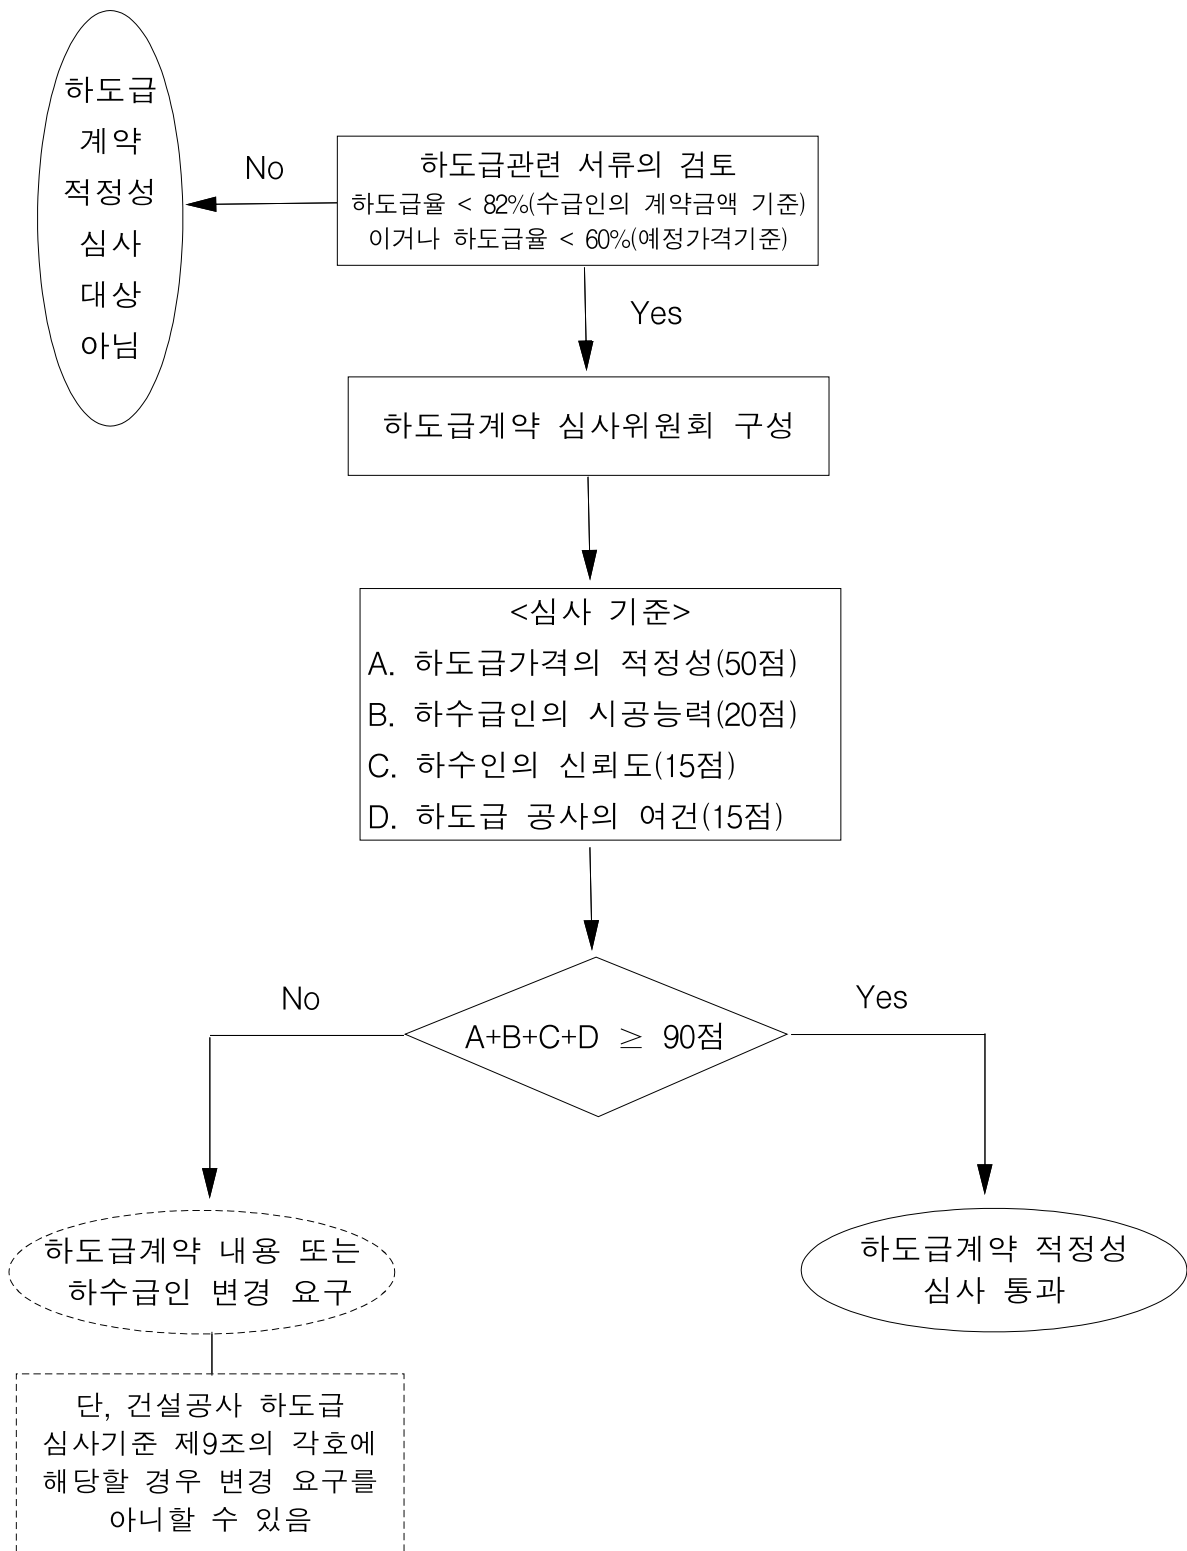 하도급
계약
적정성
심사
대상
아님
No
하도급관련 서류의 검토
하도급율 < 82%(수급인의 계약금액 기준)
이거나 하도급율 < 60%(예정가격기준)
Yes
하도급계약 심사위원회 구성
<심사 기준>
A. 하도급가격의 적정성(50점)
B. 하수급인의 시공능력(20점)
C. 하수인의 신뢰도(15점)
D. 하도급 공사의 여건(15점)
No
A+B+C+D ≥ 90점
Yes
하도급계약 내용 또는
하수급인 변경 요구
하도급계약 적정성
심사 통과
단, 건설공사 하도급
심사기준 제9조의 각호에
해당할 경우 변경 요구를
아니할 수 있음